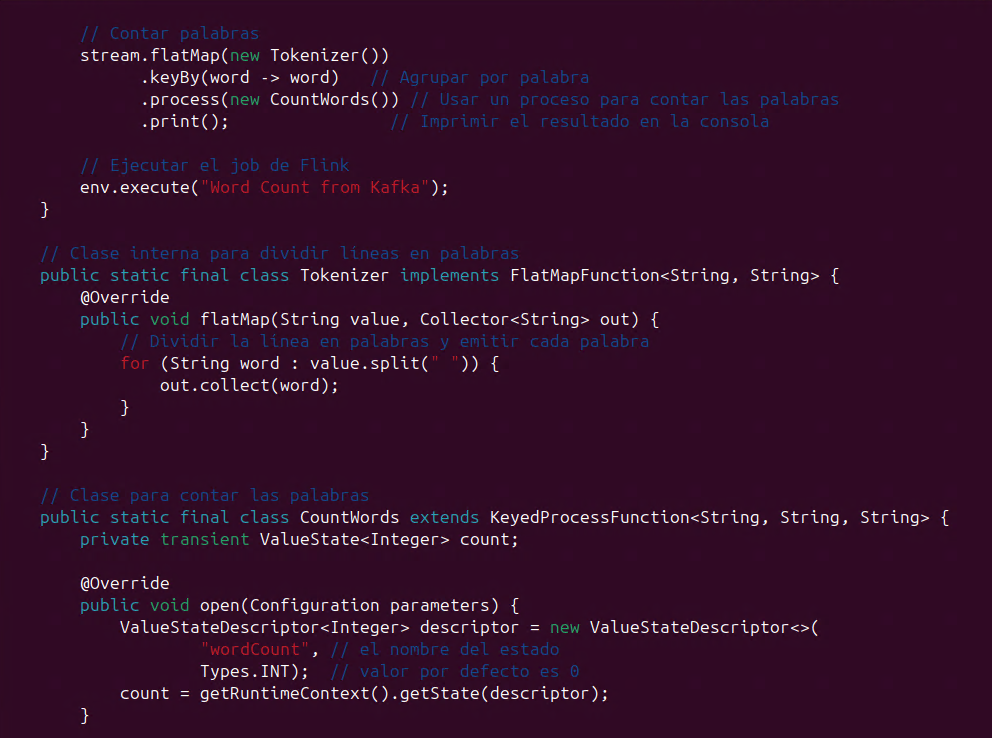 // Contar palabras
stream.flatMap(new Tokenizer())
.keyBy(word -> word)   // Agrupar por palabra
.process(new CountWords()) // Usar un proceso para contar las palabras
.print();                // Imprimir el resultado en la consola
// Ejecutar el job de Flink
env.execute("Word Count from Kafka");
}
// Clase interna para dividir líneas en palabras
public static final class Tokenizer implements FlatMapFunction<String, String> {
@Override
public void flatMap(String value, Collector<String> out) {
// Dividir la línea en palabras y emitir cada palabra
for (String word : value.split(" ")) {
out.collect(word);
}
}
}
// Clase para contar las palabras
public static final class CountWords extends KeyedProcessFunction<String, String, String> {
private transient ValueState<Integer> count;
@Override
public void open(Configuration parameters) {
ValueStateDescriptor<Integer> descriptor = new ValueStateDescriptor<>(
"wordCount", // el nombre del estado
Types.INT);  // valor por defecto es 0
count = getRuntimeContext().getState(descriptor);
}